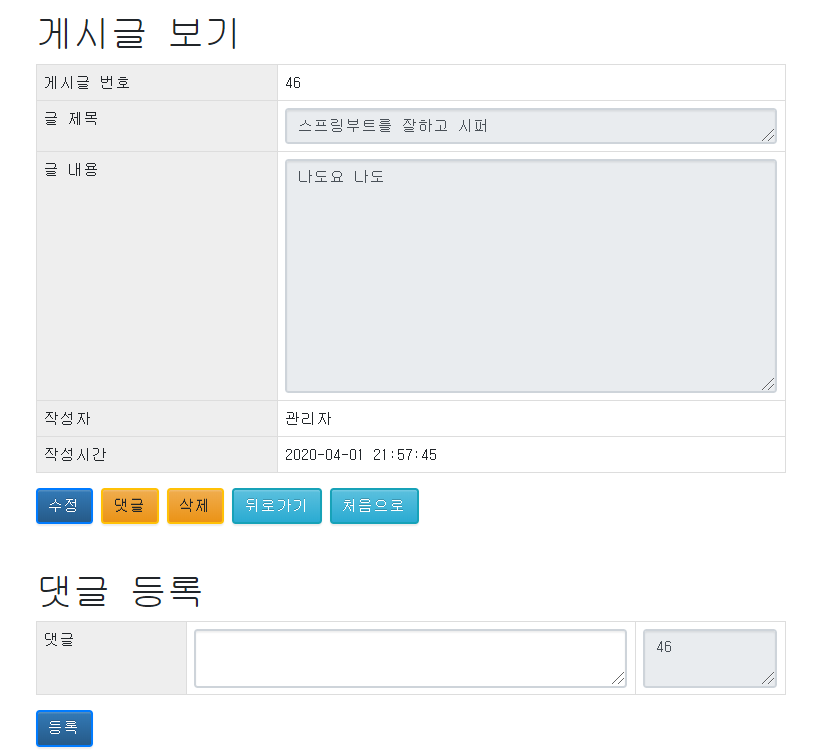 게시글 보기
게시글 번호 46
글 제목 스프링부트를 잘하고 시퍼
글 내용 나도요 나도
작성자 관리자
작성시간 2020-04-01 21:57:45
수정 댓글 삭제 뒤로가기 처음으로
댓글 등록
댓글 46
등록